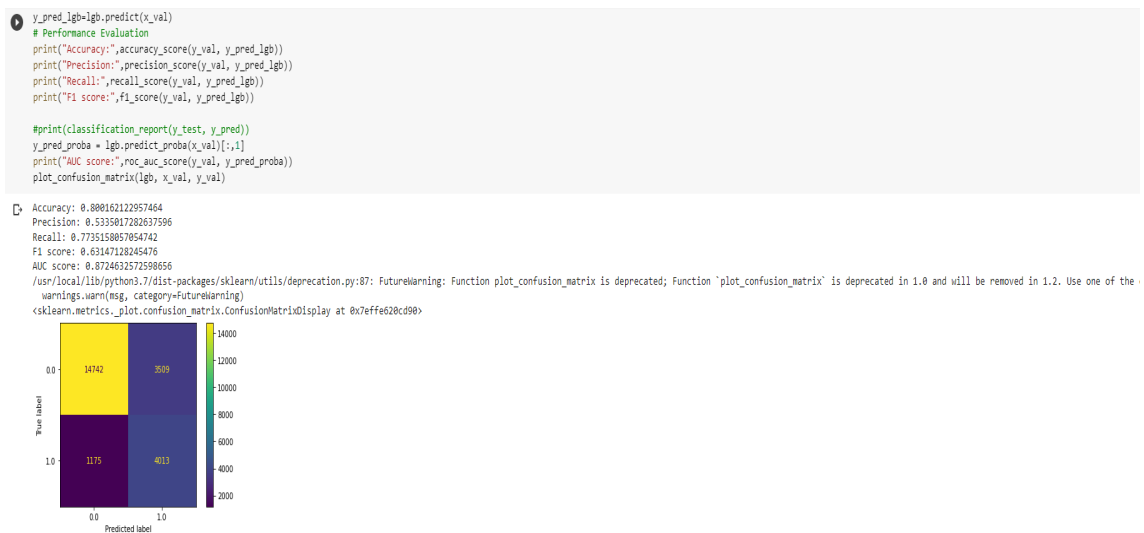 y_pred_lgb=lgb.predict(x_val)
# Performance Evaluation
print("Accuracy:",accuracy_score(y_val, y_pred_lgb))
print("Precision:",precision_score(y_val, y_pred_lgb))
print("Recall:",recall_score(y_val, y_pred_lgb))
print("F1 score:",f1_score(y_val, y_pred_lgb))
#print(classification_report(y_test, y_pred))
y_pred_proba = lgb.predict_proba(x_val)[:,1]
print("AUC score:",roc_auc_score(y_val, y_pred_proba))
plot_confusion_matrix(lgb, x_val, y_val)
Accuracy: 0.800162122957464
Precision: 0.5335017282637596
Recall: 0.7735158057054742
F1 score: 0.63147128245476
AUC score: 0.8724632572598656
/usr/local/lib/python3.7/dist-packages/sklearn/utils/deprecation.py:87: FutureWarning: Function plot_confusion_matrix is deprecated; Function `plot_confusion_matrix` is deprecated in 1.0 and will be removed in 1.2. Use one of the
warnings.warn(msg, category=FutureWarning)
<sklearn.metrics._plot.confusion_matrix.ConfusionMatrixDisplay at 0x7effe620cd90>
14000
12000
0.0 14742 3509
10000
True label
8000
6000
1.0 1175 4013
4000
2000
0.0 1.0
Predicted label